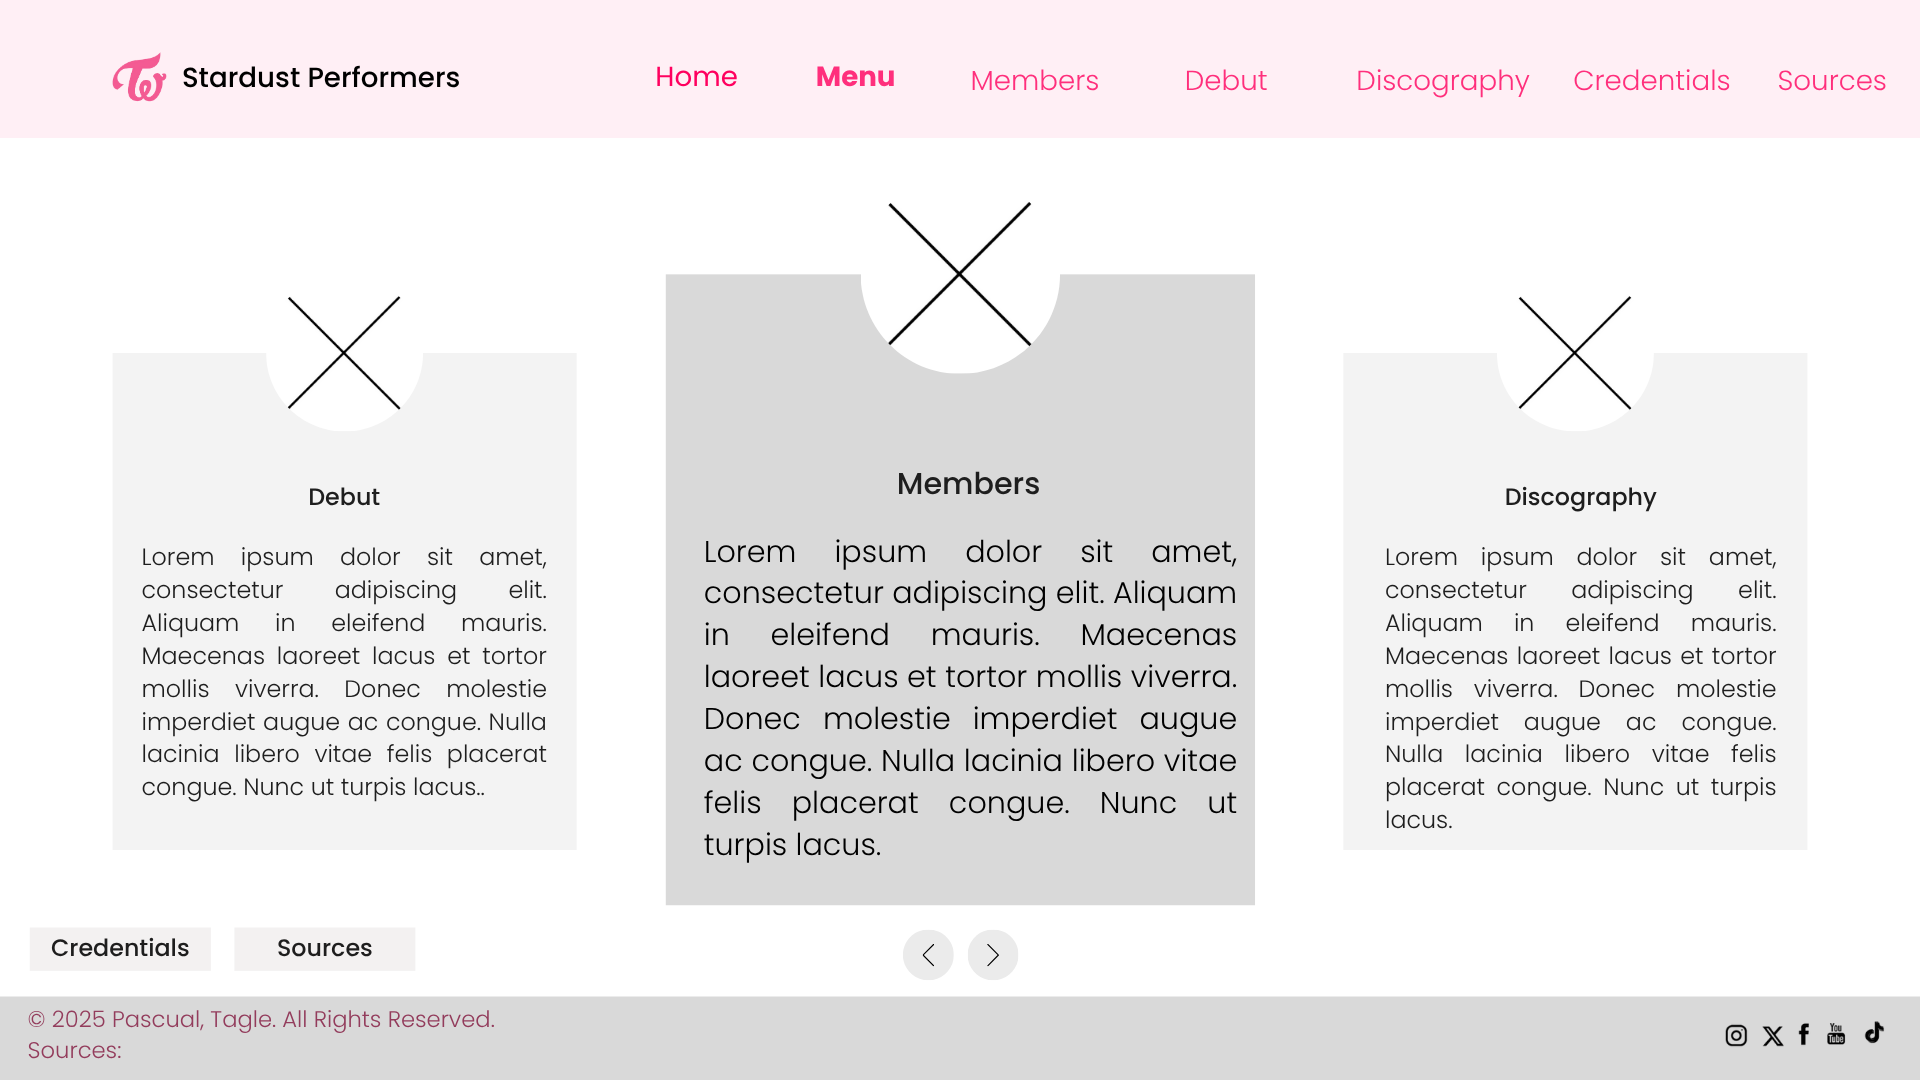 Stardust Performers
Home
Menu
Members
Debut
Discography
Credentials
Sources
Debut
Lorem ipsum dolor sit amet,
consectetur adipiscing elit.
Aliquam in eleifend mauris.
Maecenas laoreet lacus et tortor
mollis viverra. Donec molestie
imperdiet augue ac congue. Nulla
lacinia libero vitae felis placerat
congue. Nunc ut turpis lacus..
Members
Lorem ipsum dolor sit amet,
consectetur adipiscing elit. Aliquam
in eleifend mauris. Maecenas
laoreet lacus et tortor mollis viverra.
Donec molestie imperdiet augue
ac congue. Nulla lacinia libero vitae
felis placerat congue. Nunc ut
turpis lacus.
Discography
Lorem ipsum dolor sit amet,
consectetur adipiscing elit.
Aliquam in eleifend mauris.
Maecenas laoreet lacus et tortor
mollis viverra. Donec molestie
imperdiet augue ac congue.
Nulla lacinia libero vitae felis
placerat congue. Nunc ut turpis
lacus.
Credentials
Sources
© 2025 Pascual, Tagle. All Rights Reserved.
Sources:
You
Tube